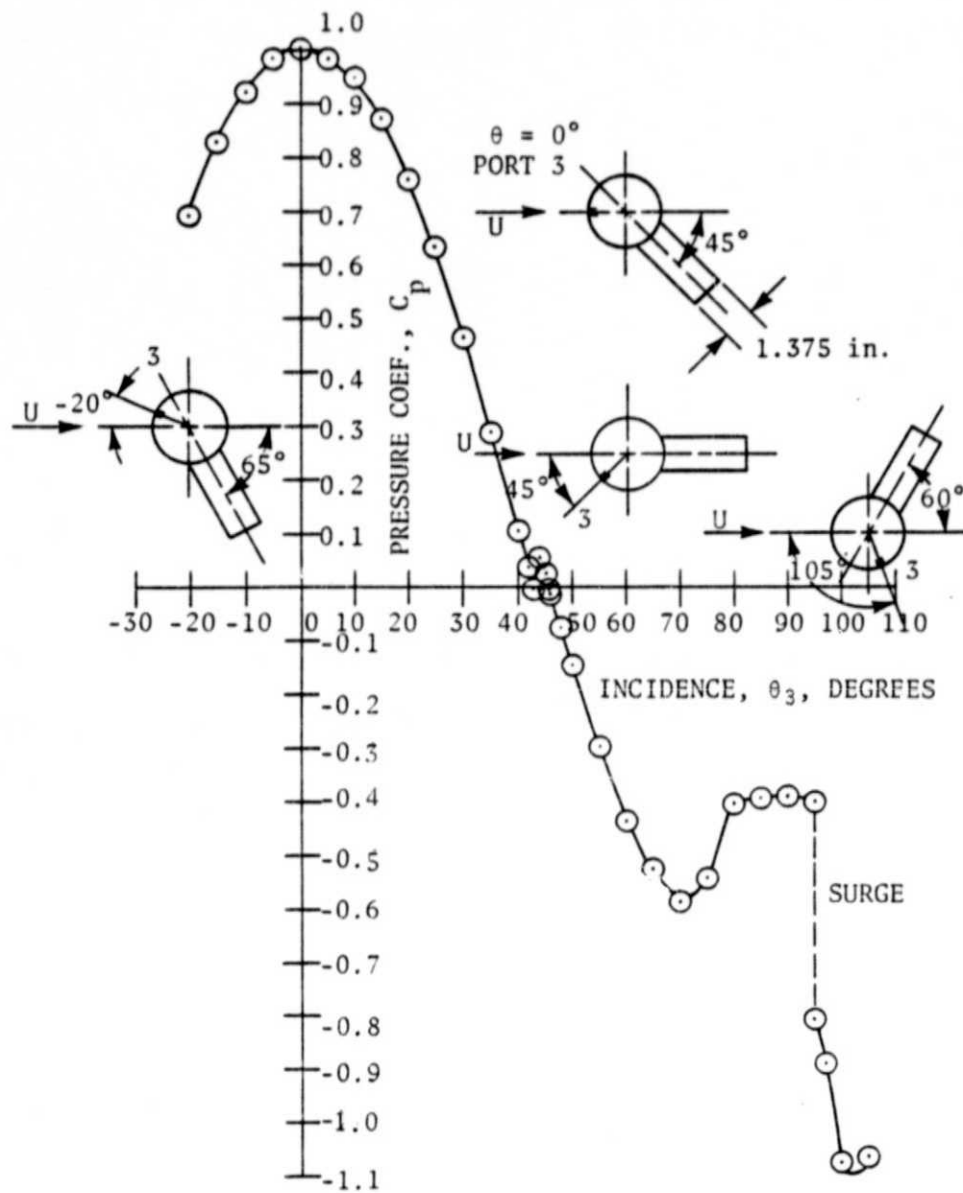 1.0
0.9
0.8
0.7
0.6
0.5
0.4
0.3
0.2
0.1
PRESSURE COEF., Cp
θ = 0°
PORT 3
U
45°
1.375 in.
3
U -20°
65°
U
45°
3
U
60°
105°
3
-30 -20 -10 0 10 20 30 40 50 60 70 80 90 100 110
INCIDENCE, θ3, DEGREES
-0.1
-0.2
-0.3
-0.4
-0.5
-0.6
-0.7
-0.8
-0.9
-1.0
-1.1
SURGE